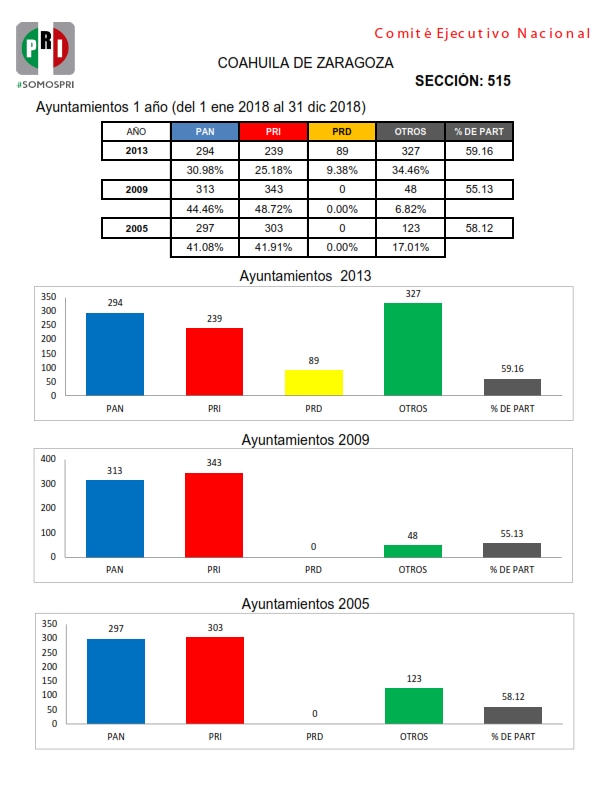 Comité Ejecutivo Nacional
PRI
#SOMOSPRI
COAHUILA DE ZARAGOZA
SECCIÓN: 515
Ayuntamientos 1 año (del 1 ene 2018 al 31 dic 2018)
AÑO PAN PRI PRD OTROS % DE PART
2013 294 239 89 327 59.16
30.98% 25.18% 9.38% 34.46%
2009 313 343 0 48 55.13
44.46% 48.72% 0.00% 6.82%
2005 297 303 0 123 58.12
41.08% 41.91% 0.00% 17.01%
Ayuntamientos 2013
350
300
250
200
150
100
50
0
294 239 89 327 59.16
PAN PRI PRD OTROS % DE PART
Ayuntamientos 2009
400
300
200
100
0
313 343 0 48 55.13
PAN PRI PRD OTROS % DE PART
Ayuntamientos 2005
350
300
250
200
150
100
50
0
297 303 0 123 58.12
PAN PRI PRD OTROS % DE PART